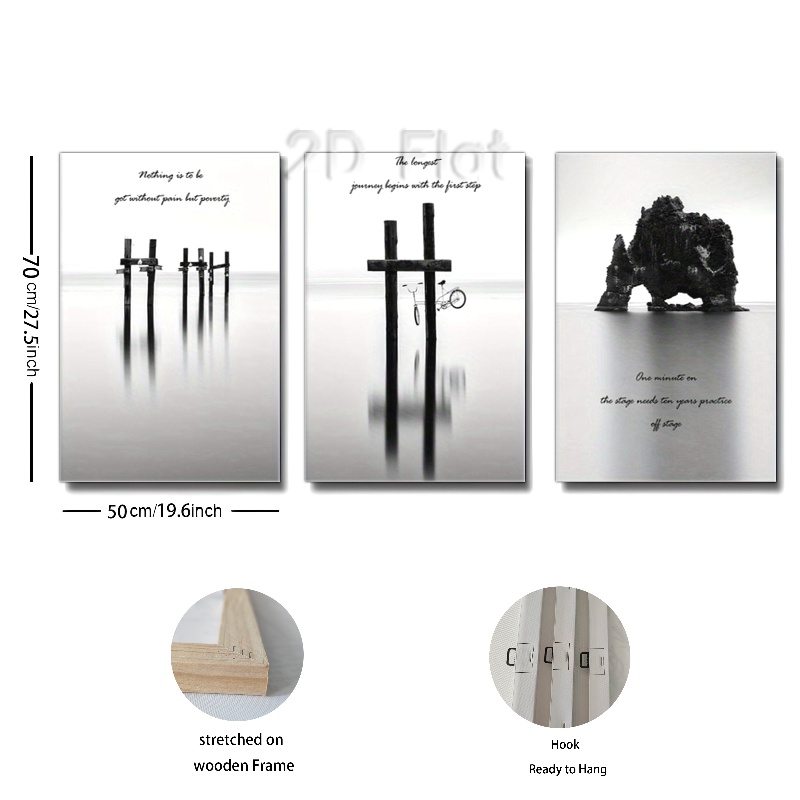 2D Flat
Nothing is to be
got without pain but poverty
The longest
journey begins with the first step
One minute on
the stage needs ten years practice
off stage
70 cm/27.5inch
50cm/19.6inch
stretched on
wooden Frame
Hook
Ready to Hang